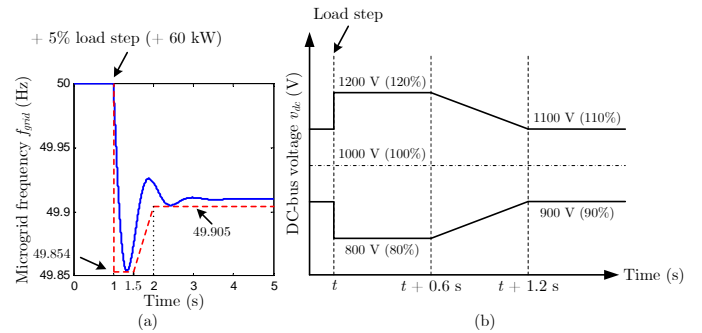 + 5% load step (+ 60 kW)
Microgrid frequency f_grid (Hz)
50
49.95
49.9
49.85
49.854
49.905
0
1
1.5
2
3
4
5
Time (s)
(a)
Load step
DC-bus voltage v_dc (V)
1200 V (120%)
1100 V (110%)
1000 V (100%)
900 V (90%)
800 V (80%)
t
t + 0.6 s
t + 1.2 s
Time (s)
(b)